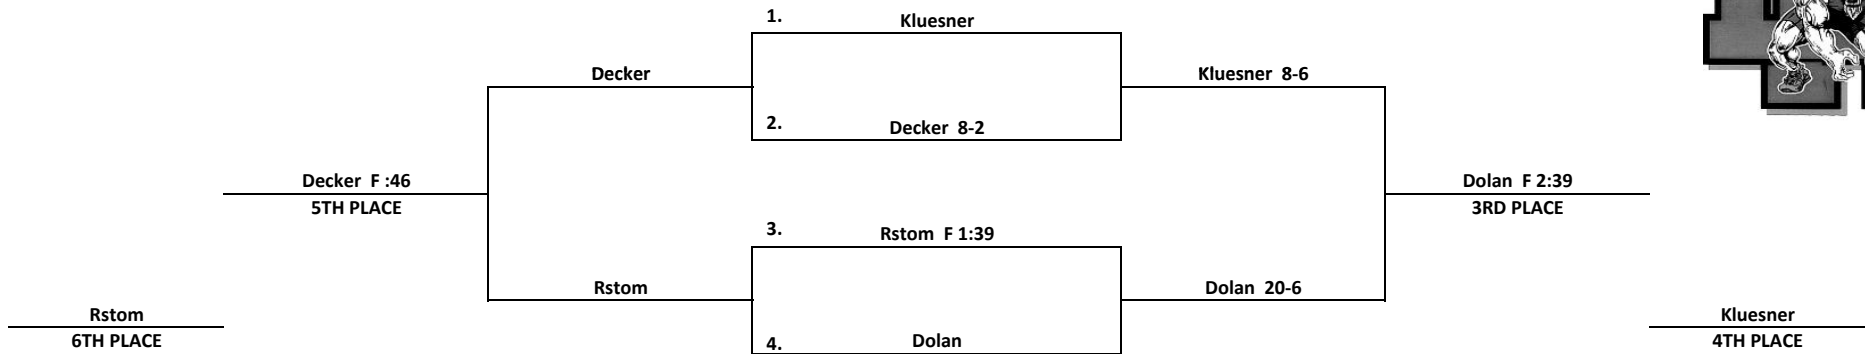 1.
Kluesner
Decker
Kluesner 8-6
2.
Decker 8-2
Decker F :46
5TH PLACE
Dolan F 2:39
3RD PLACE
3.
Rstom F 1:39
Rstom
Dolan 20-6
Rstom
6TH PLACE
4.
Dolan
Kluesner
4TH PLACE